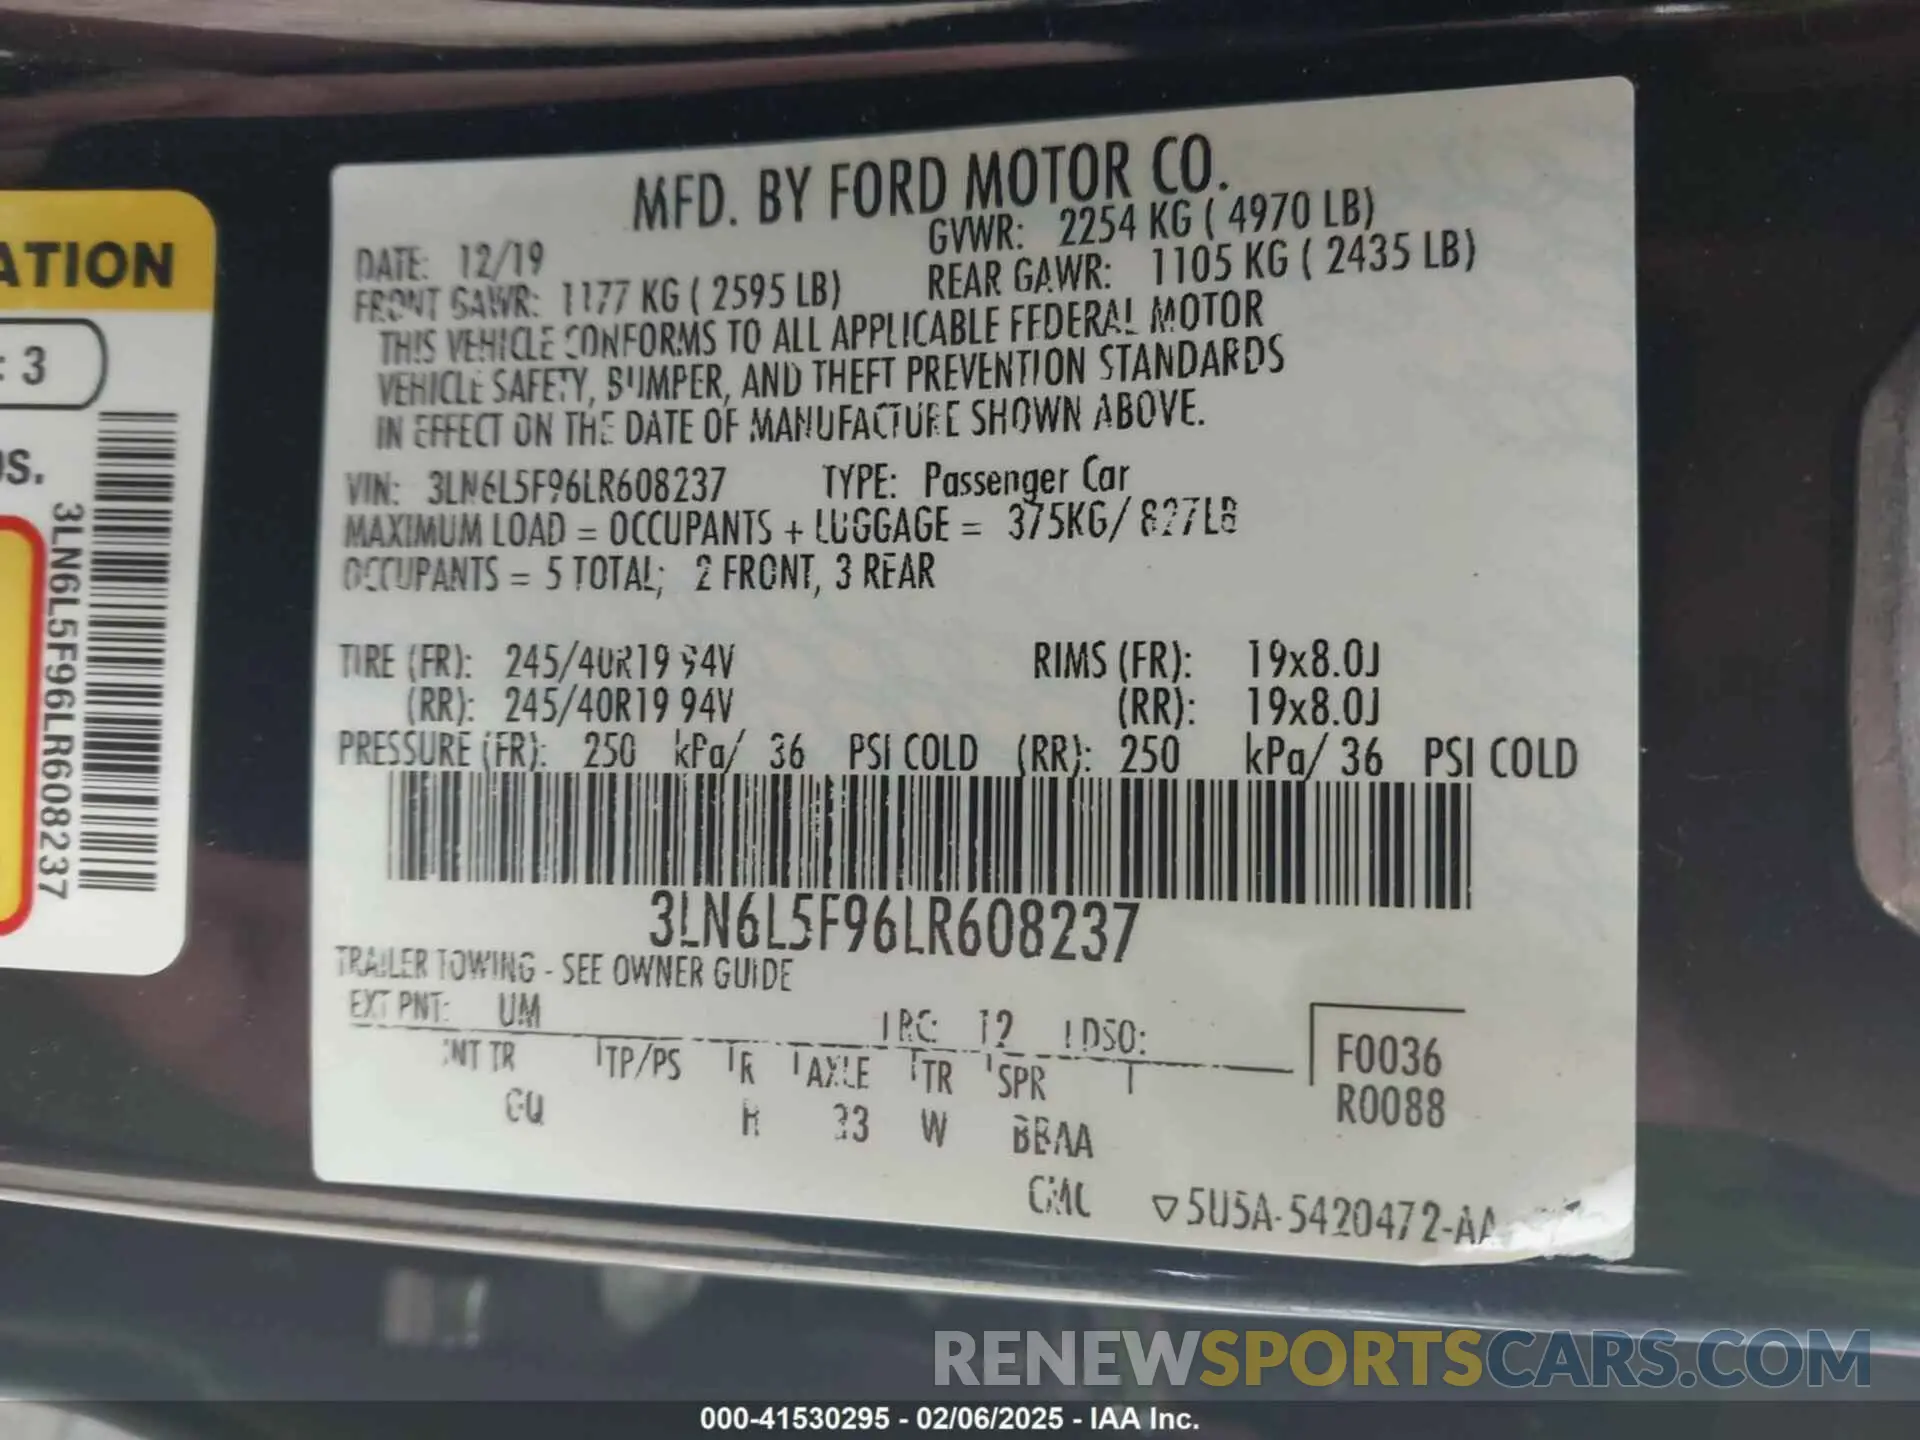 MFD. BY FORD MOTOR CO.
DATE: 12/19
GVWR: 2254 KG ( 4970 LB)
FRONT GAWR: 1177 KG ( 2595 LB)
REAR GAWR: 1105 KG ( 2435 LB)
THIS VEHICLE CONFORMS TO ALL APPLICABLE FEDERAL MOTOR
VEHICLE SAFETY, BUMPER, AND THEFT PREVENTION STANDARDS
IN EFFECT ON THE DATE OF MANUFACTURE SHOWN ABOVE.
VIN: 3LN6L5F96LR608237 TYPE: Passenger Car
MAXIMUM LOAD = OCCUPANTS + LUGGAGE = 375KG/ 827LB
OCCUPANTS = 5 TOTAL; 2 FRONT, 3 REAR
TIRE (FR): 245/40R19 94V RIMS (FR): 19x8.0J
(RR): 245/40R19 94V (RR): 19x8.0J
PRESSURE (FR): 250 kPa/ 36 PSI COLD (RR): 250 kPa/ 36 PSI COLD
3LN6L5F96LR608237
TRAILER TOWING - SEE OWNER GUIDE
EXT PNT: UM RC: 12 DSO:
INT TR TP/PS R AXLE TR SPR
GQ H 33 W BBAA
F0036
R0088
CML ▽5U5A-5420472-AA
ATION
: 3
S.
3LN6L5F96LR608237
RENEWSPORTSCARS.COM
000-41530295 - 02/06/2025 - IAA Inc.